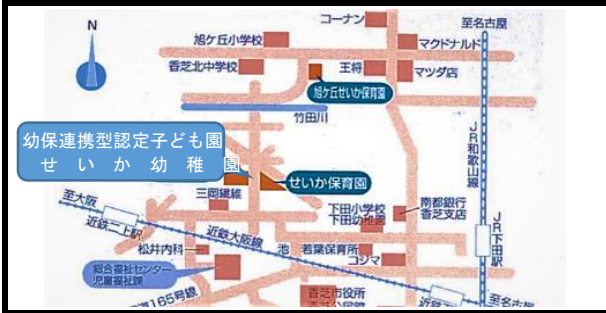 コーナン
至名古屋
旭ケ丘小学校
マクドナルド
N
香芝北中学校
王将
マツダ店
旭ケ丘せいか保育園
竹田川
JR和歌山線
幼保連携型認定子ども園
せいか幼稚園
せいか保育園
三岡繊維
至大阪
下田小学校
下田幼稚園
南都銀行
香芝支店
近鉄二上駅
近鉄大阪線
JR下田駅
松井内科
池
若葉保育所
コジマ
総合福祉センター
児童福祉課
165号線
香芝市役所
至名古屋